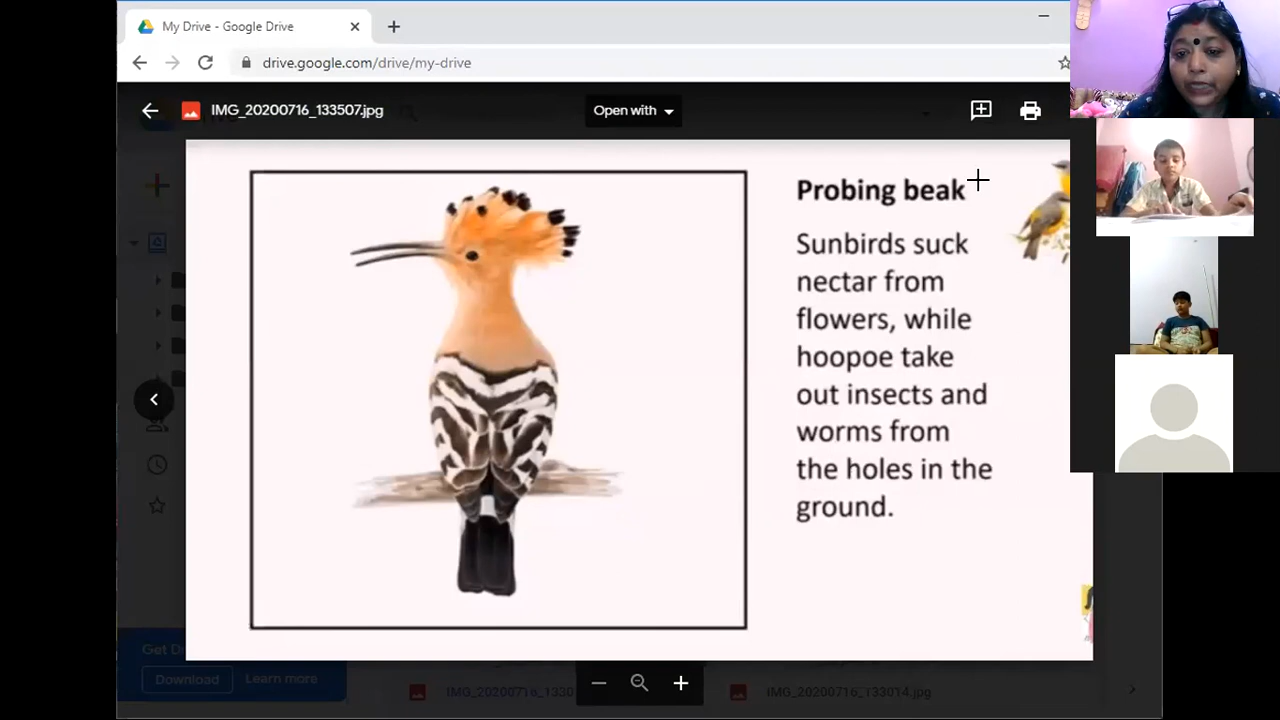 My Drive - Google Drive
drive.google.com/drive/my-drive
IMG_20200716_133507.jpg
Open with
Probing beak
Sunbirds suck
nectar from
flowers, while
hoopoe take
out insects and
worms from
the holes in the
ground.
Get
Download
Learn more
IMG_20200716_1330
IMG_20200716_133014.jpg